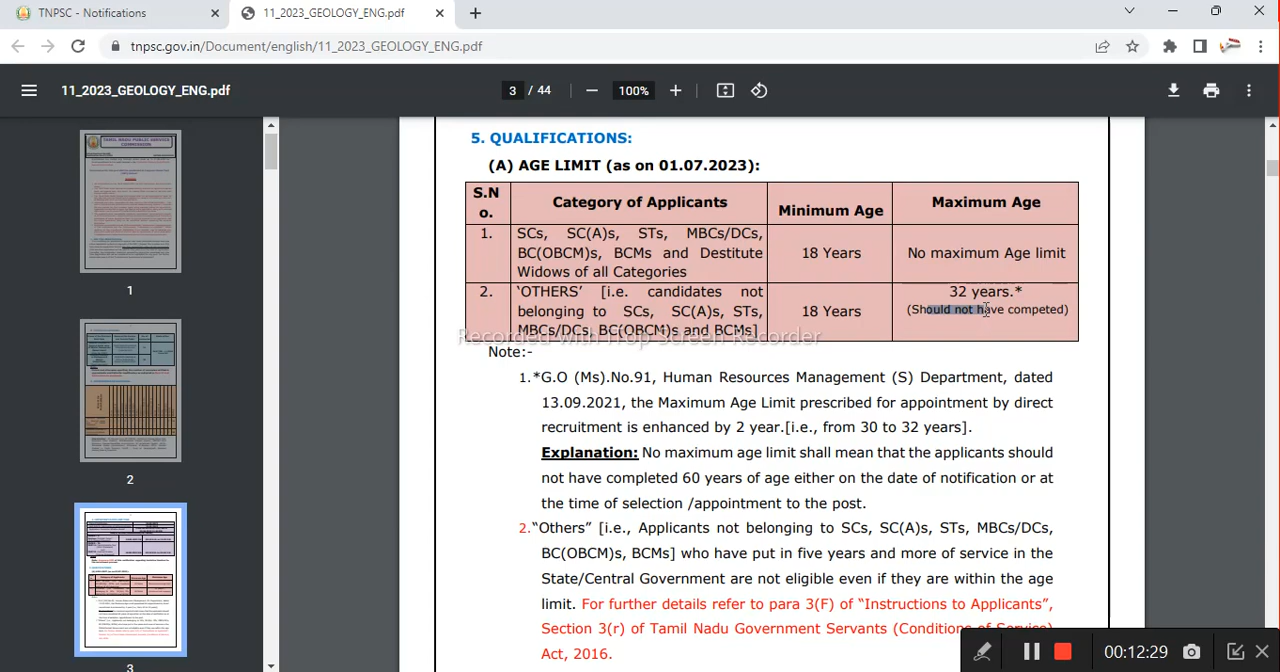 TNPSC - Notifications
11_2023_GEOLOGY_ENG.pdf
tnpsc.gov.in/Document/english/11_2023_GEOLOGY_ENG.pdf
11_2023_GEOLOGY_ENG.pdf
3 / 44
100%
1
2
3
5. QUALIFICATIONS:
(A) AGE LIMIT (as on 01.07.2023):
S.N
o.
Category of Applicants
Minimum Age
Maximum Age
1.
SCs, SC(A)s, STs, MBCs/DCs,
BC(OBCM)s, BCMs and Destitute
Widows of all Categories
18 Years
No maximum Age limit
2.
‘OTHERS’ [i.e. candidates not
belonging to SCs, SC(A)s, STs,
MBCs/DCs, BC(OBCM)s and BCMs]
18 Years
32 years.*
(Should not have competed)
Recorded with iTop Screen Recorder
Note:-
1.*G.O (Ms).No.91, Human Resources Management (S) Department, dated
13.09.2021, the Maximum Age Limit prescribed for appointment by direct
recruitment is enhanced by 2 year.[i.e., from 30 to 32 years].
Explanation: No maximum age limit shall mean that the applicants should
not have completed 60 years of age either on the date of notification or at
the time of selection /appointment to the post.
2.“Others” [i.e., Applicants not belonging to SCs, SC(A)s, STs, MBCs/DCs,
BC(OBCM)s, BCMs] who have put in five years and more of service in the
State/Central Government are not eligible even if they are within the age
limit. For further details refer to para 3(F) of “Instructions to Applicants”,
Section 3(r) of Tamil Nadu Government Servants (Conditions of Service)
Act, 2016.
00:12:29